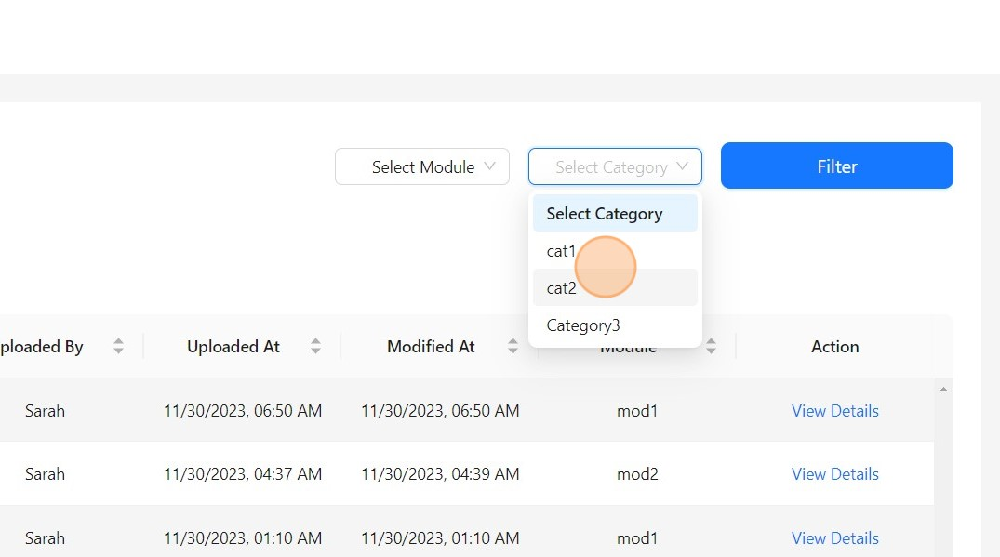 Select Module Select Category Filter
Select Category
cat1
cat2
Category3
ploaded By Uploaded At Modified At Module Action
Sarah 11/30/2023, 06:50 AM 11/30/2023, 06:50 AM mod1 View Details
Sarah 11/30/2023, 04:37 AM 11/30/2023, 04:39 AM mod2 View Details
Sarah 11/30/2023, 01:10 AM 11/30/2023, 01:10 AM mod1 View Details